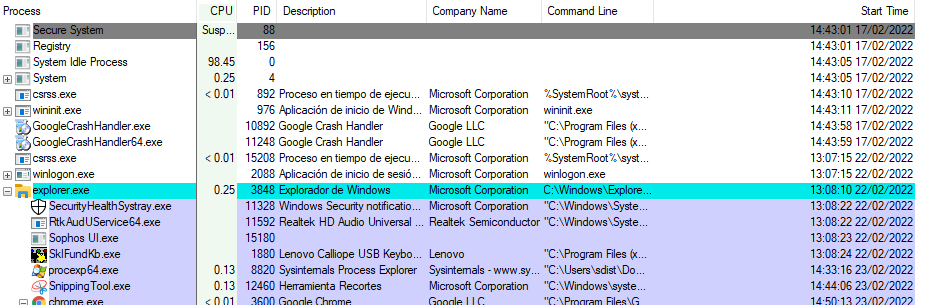 Process CPU PID Description Company Name Command Line Start Time
Secure System Susp... 88 14:43:01 17/02/2022
Registry 156 14:43:01 17/02/2022
System Idle Process 98.45 0 14:43:05 17/02/2022
System 0.25 4 14:43:05 17/02/2022
csrss.exe < 0.01 892 Proceso en tiempo de ejecu... Microsoft Corporation %SystemRoot%\syst... 14:43:10 17/02/2022
wininit.exe 976 Aplicación de inicio de Wind... Microsoft Corporation wininit.exe 14:43:11 17/02/2022
GoogleCrashHandler.exe 10892 Google Crash Handler Google LLC "C:\Program Files (x... 14:43:58 17/02/2022
GoogleCrashHandler64.exe 11248 Google Crash Handler Google LLC "C:\Program Files (x... 14:43:59 17/02/2022
csrss.exe < 0.01 15208 Proceso en tiempo de ejecu... Microsoft Corporation %SystemRoot%\syst... 13:07:15 22/02/2022
winlogon.exe 2088 Aplicación de inicio de sesió... Microsoft Corporation winlogon.exe 13:07:15 22/02/2022
explorer.exe 0.25 3848 Explorador de Windows Microsoft Corporation C:\Windows\Explore... 13:08:10 22/02/2022
SecurityHealthSystray.exe 11328 Windows Security notificatio... Microsoft Corporation "C:\Windows\Syste... 13:08:22 22/02/2022
RtkAudUService64.exe 11592 Realtek HD Audio Universal ... Realtek Semiconductor "C:\Windows\Syste... 13:08:22 22/02/2022
Sophos UI.exe 15180 13:08:23 22/02/2022
SklFundKb.exe 1880 Lenovo Calliope USB Keybo... Lenovo "C:\Program Files (x... 13:08:24 22/02/2022
procexp64.exe 0.13 8820 Sysinternals Process Explorer Sysinternals - www.sy... "C:\Users\sdist\Do... 14:33:16 23/02/2022
SnippingTool.exe 0.13 12460 Herramienta Recortes Microsoft Corporation "C:\Windows\Syste... 14:44:06 23/02/2022
chrome.exe < 0.01 3600 Google Chrome Google LLC "C:\Program Files\G... 14:50:13 23/02/2022